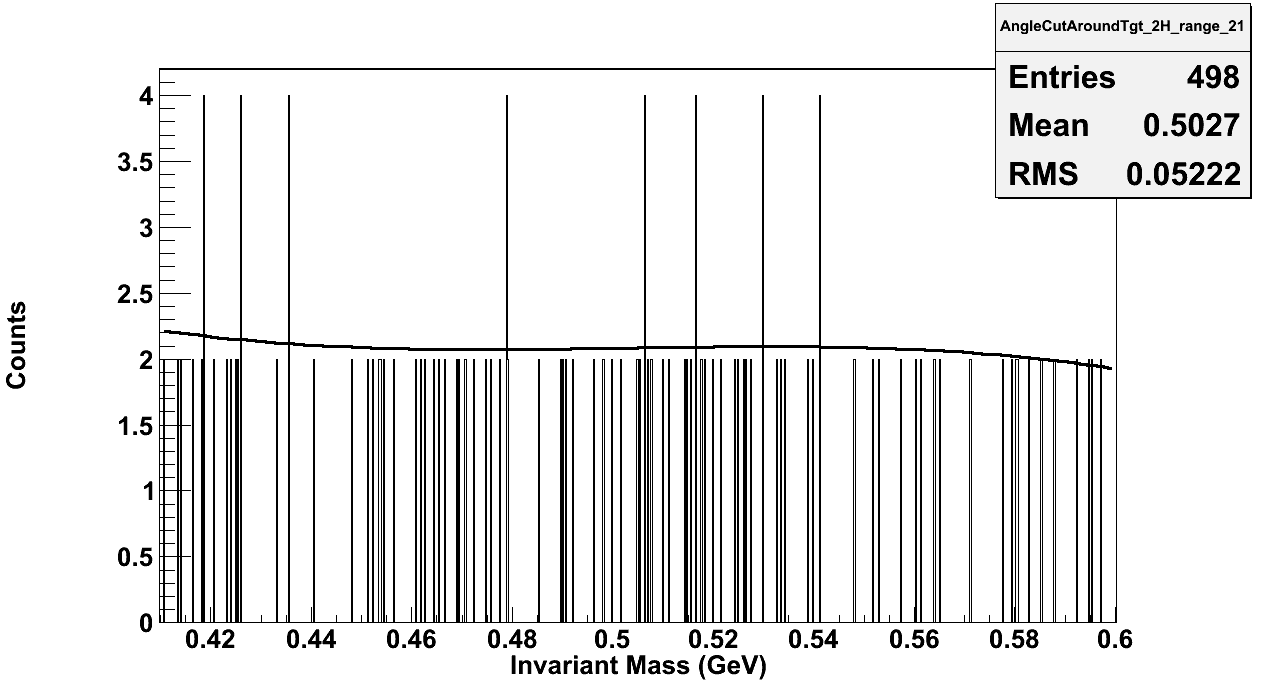 AngleCutAroundTgt_2H_range_21
Entries 498
Mean 0.5027
RMS 0.05222
4
3.5
3
2.5
2
1.5
1
0.5
0
Counts
0.42 0.44 0.46 0.48 0.5 0.52 0.54 0.56 0.58 0.6
Invariant Mass (GeV)